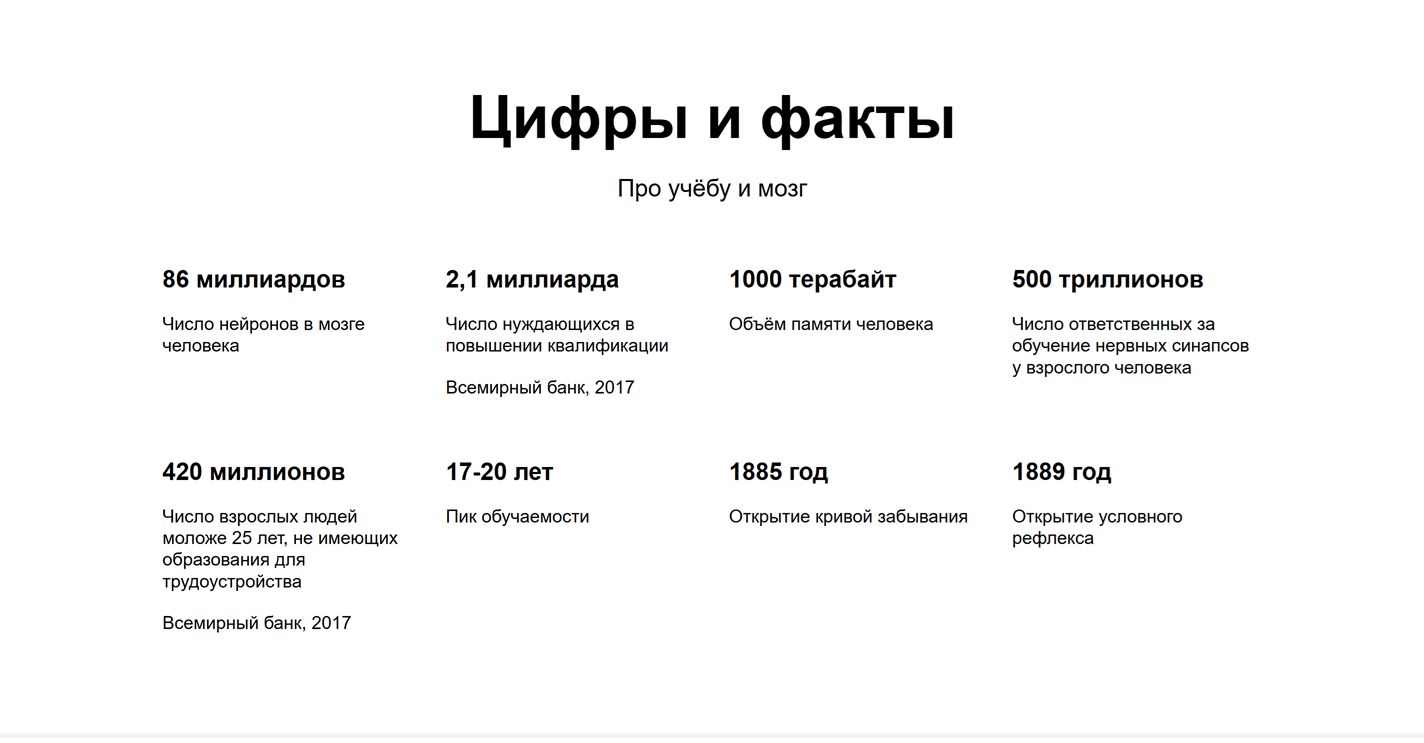 Цифры и факты
Про учёбу и мозг
86 миллиардов
Число нейронов в мозге
человека
2,1 миллиарда
Число нуждающихся в
повышении квалификации
Всемирный банк, 2017
1000 терабайт
Объём памяти человека
500 триллионов
Число ответственных за
обучение нервных синапсов
у взрослого человека
420 миллионов
Число взрослых людей
моложе 25 лет, не имеющих
образования для
трудоустройства
Всемирный банк, 2017
17-20 лет
Пик обучаемости
1885 год
Открытие кривой забывания
1889 год
Открытие условного
рефлекса